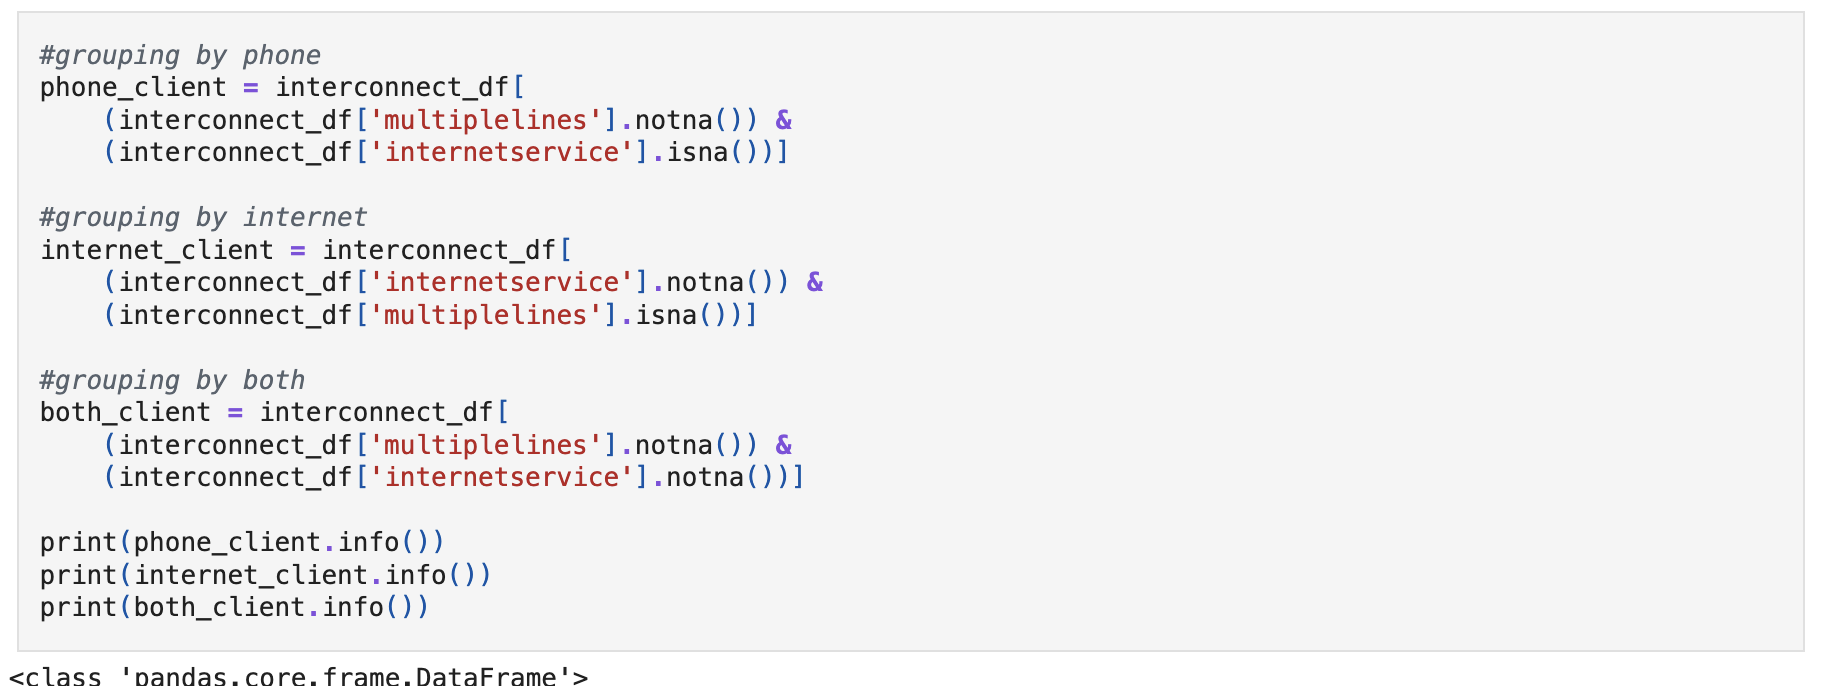 #grouping by phone
phone_client = interconnect_df[
    (interconnect_df['multiplelines'].notna()) &
    (interconnect_df['internetservice'].isna())]

#grouping by internet
internet_client = interconnect_df[
    (interconnect_df['internetservice'].notna()) &
    (interconnect_df['multiplelines'].isna())]

#grouping by both
both_client = interconnect_df[
    (interconnect_df['multiplelines'].notna()) &
    (interconnect_df['internetservice'].notna())]

print(phone_client.info())
print(internet_client.info())
print(both_client.info())
<class 'pandas.core.frame.DataFrame'>